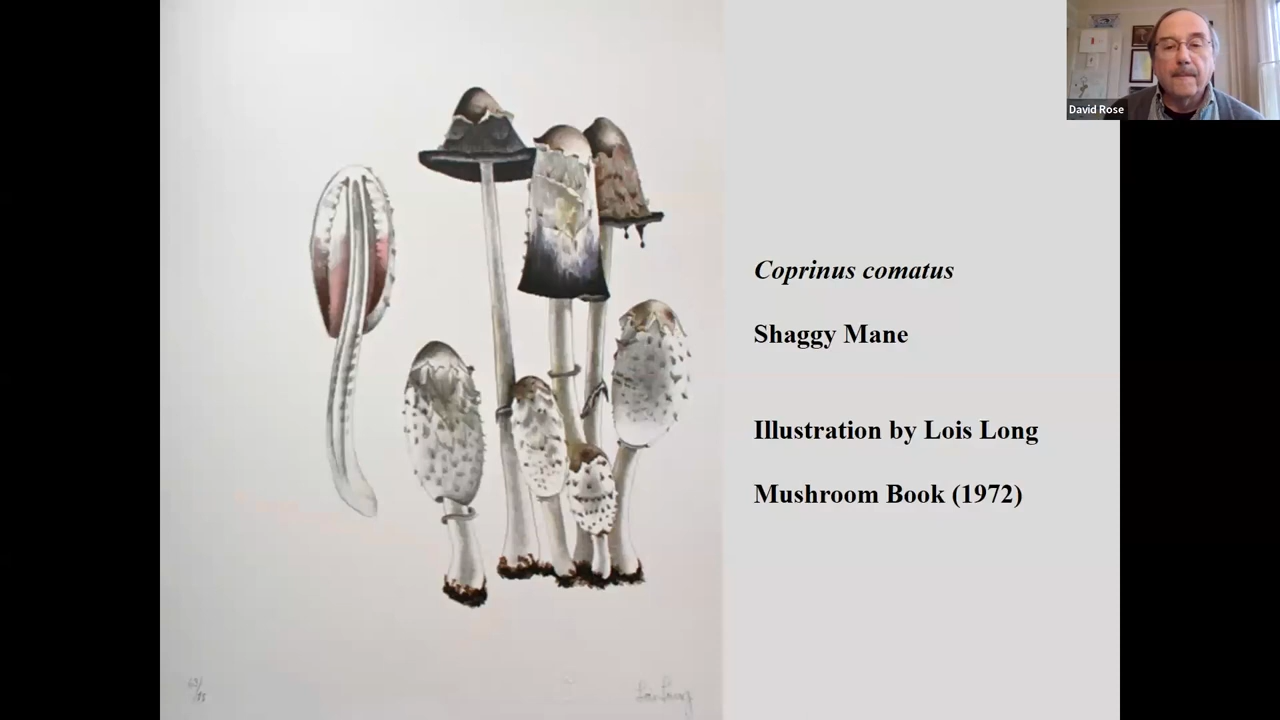 David Rose
Coprinus comatus
Shaggy Mane
Illustration by Lois Long
Mushroom Book (1972)